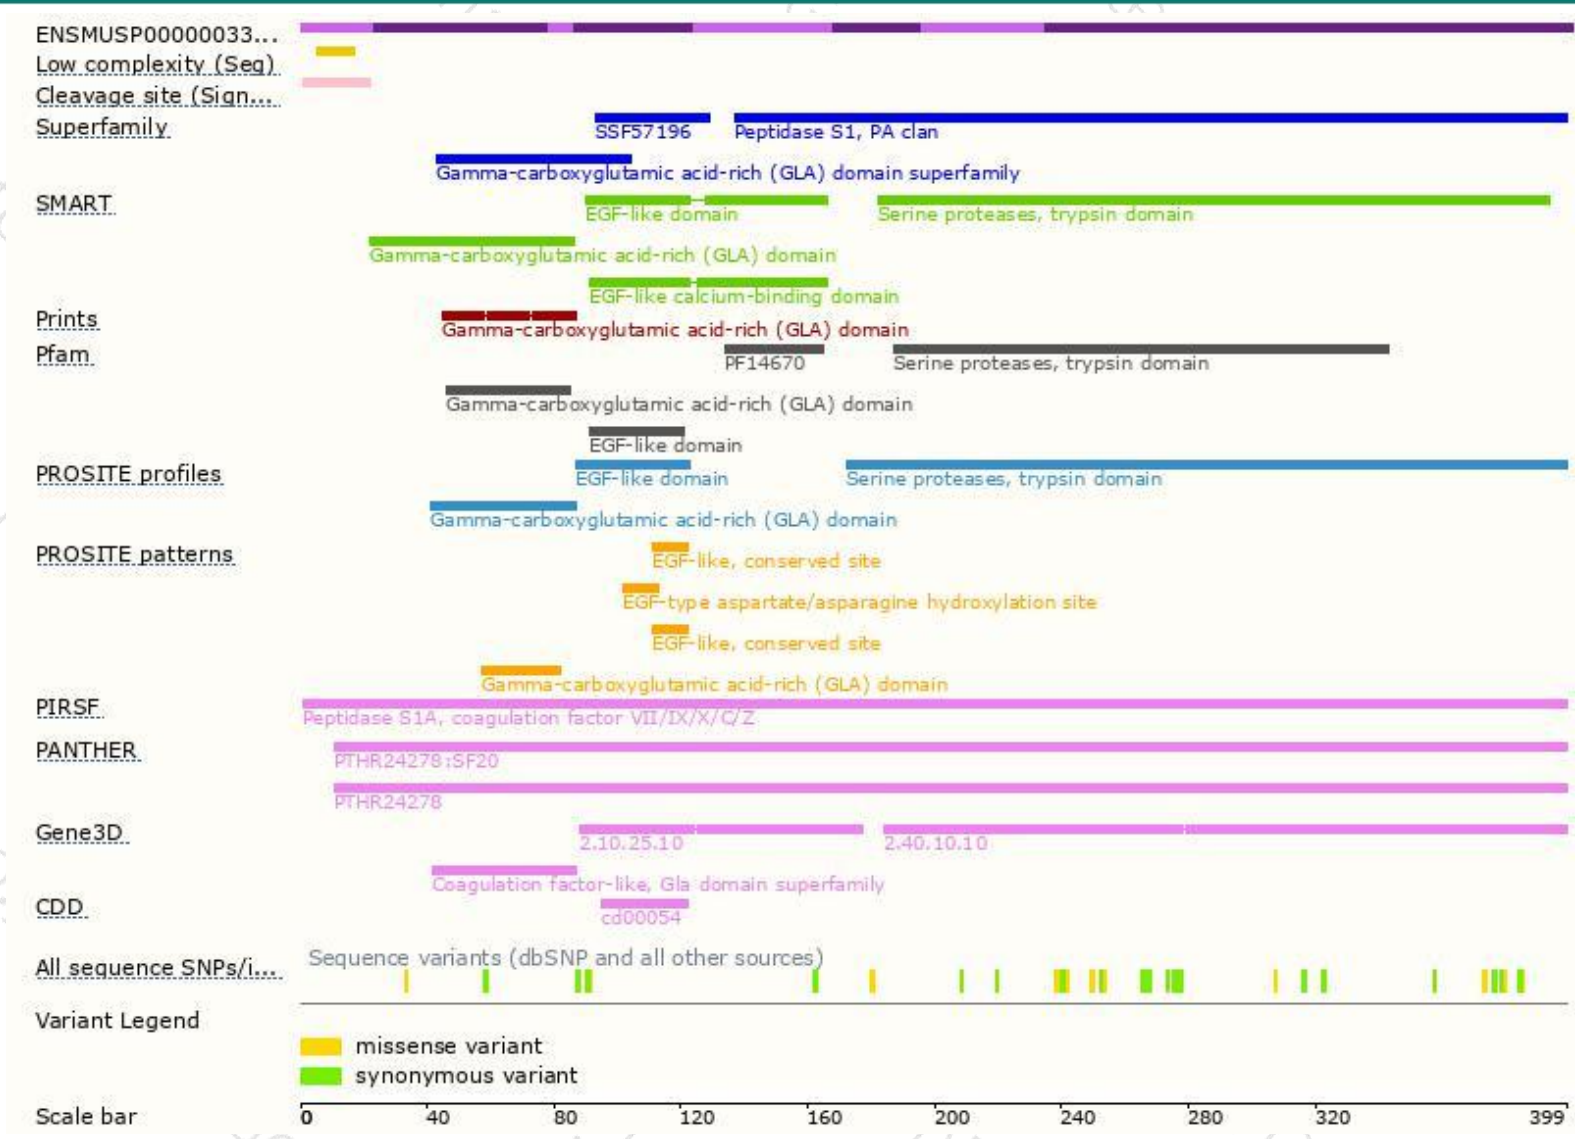 ENSMUSP00000033...
Low complexity (Seg)
Cleavage site (Sign...
Superfamily
SSF57196 Peptidase S1, PA clan
Gamma-carboxyglutamic acid-rich (GLA) domain superfamily
SMART
EGF-like domain Serine proteases, trypsin domain
Gamma-carboxyglutamic acid-rich (GLA) domain
EGF-like calcium-binding domain
Prints
Gamma-carboxyglutamic acid-rich (GLA) domain
Pfam
PF14670 Serine proteases, trypsin domain
Gamma-carboxyglutamic acid-rich (GLA) domain
EGF-like domain
PROSITE profiles
EGF-like domain Serine proteases, trypsin domain
Gamma-carboxyglutamic acid-rich (GLA) domain
PROSITE patterns
EGF-like, conserved site
EGF-type aspartate/asparagine hydroxylation site
EGF-like, conserved site
Gamma-carboxyglutamic acid-rich (GLA) domain
PIRSF
Peptidase S1A, coagulation factor VII/IX/X/C/Z
PANTHER
PTHR24278:SF20
PTHR24278
Gene3D
2.10.25.10 2.40.10.10
Coagulation factor-like, Gla domain superfamily
CDD
cd00054
All sequence SNPs/i... Sequence variants (dbSNP and all other sources)
Variant Legend
missense variant
synonymous variant
Scale bar 0 40 80 120 160 200 240 280 320 399